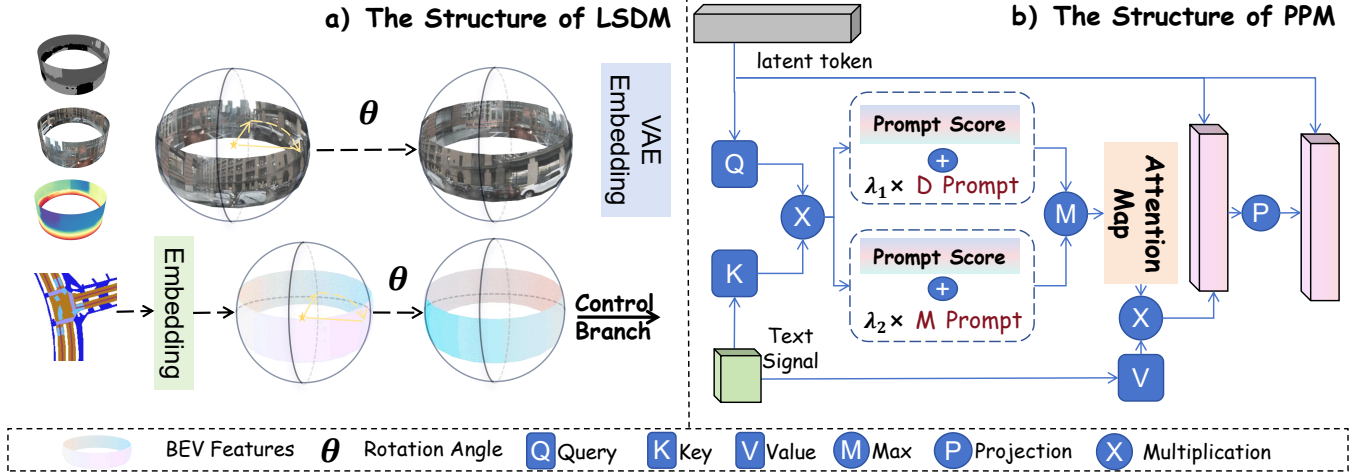 a) The Structure of LSDM
θ
VAE
Embedding
Embedding
θ
Control
Branch
b) The Structure of PPM
latent token
Q
K
X
Prompt Score
+
λ₁× D Prompt
Prompt Score
+
λ₂× M Prompt
M
Attention
Map
P
X
V
Text
Signal
BEV Features θ Rotation Angle Q Query K Key V Value M Max P Projection X Multiplication